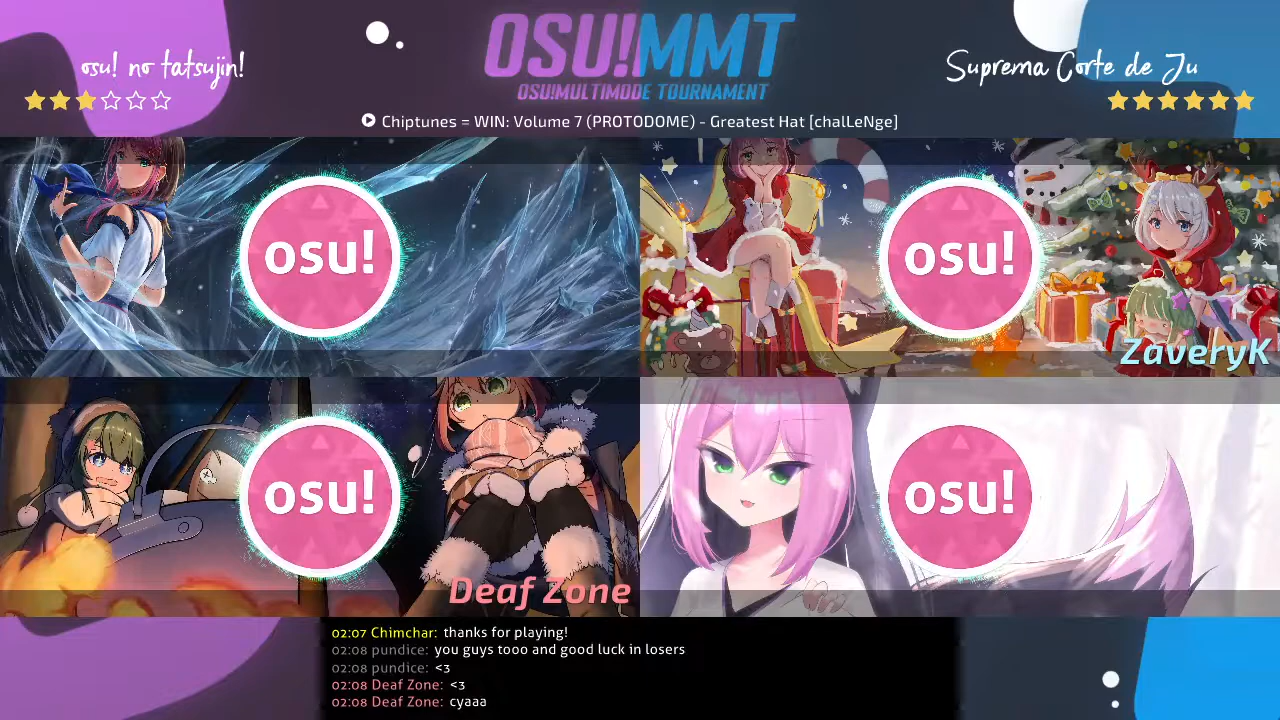 OSU!MMT
OSU!MULTIMODE TOURNAMENT
osu! no tatsujin!
Suprema Corte de Ju
Chiptunes = WIN: Volume 7 (PROTODOME) - Greatest Hat [chalLeNge]
osu!
osu!
ZaveryK
osu!
osu!
Deaf Zone
02:07 Chimchar: thanks for playing!
02:08 pundice: you guys tooo and good luck in losers
02:08 pundice: <3
02:08 Deaf Zone: <3
02:08 Deaf Zone: cyaaa